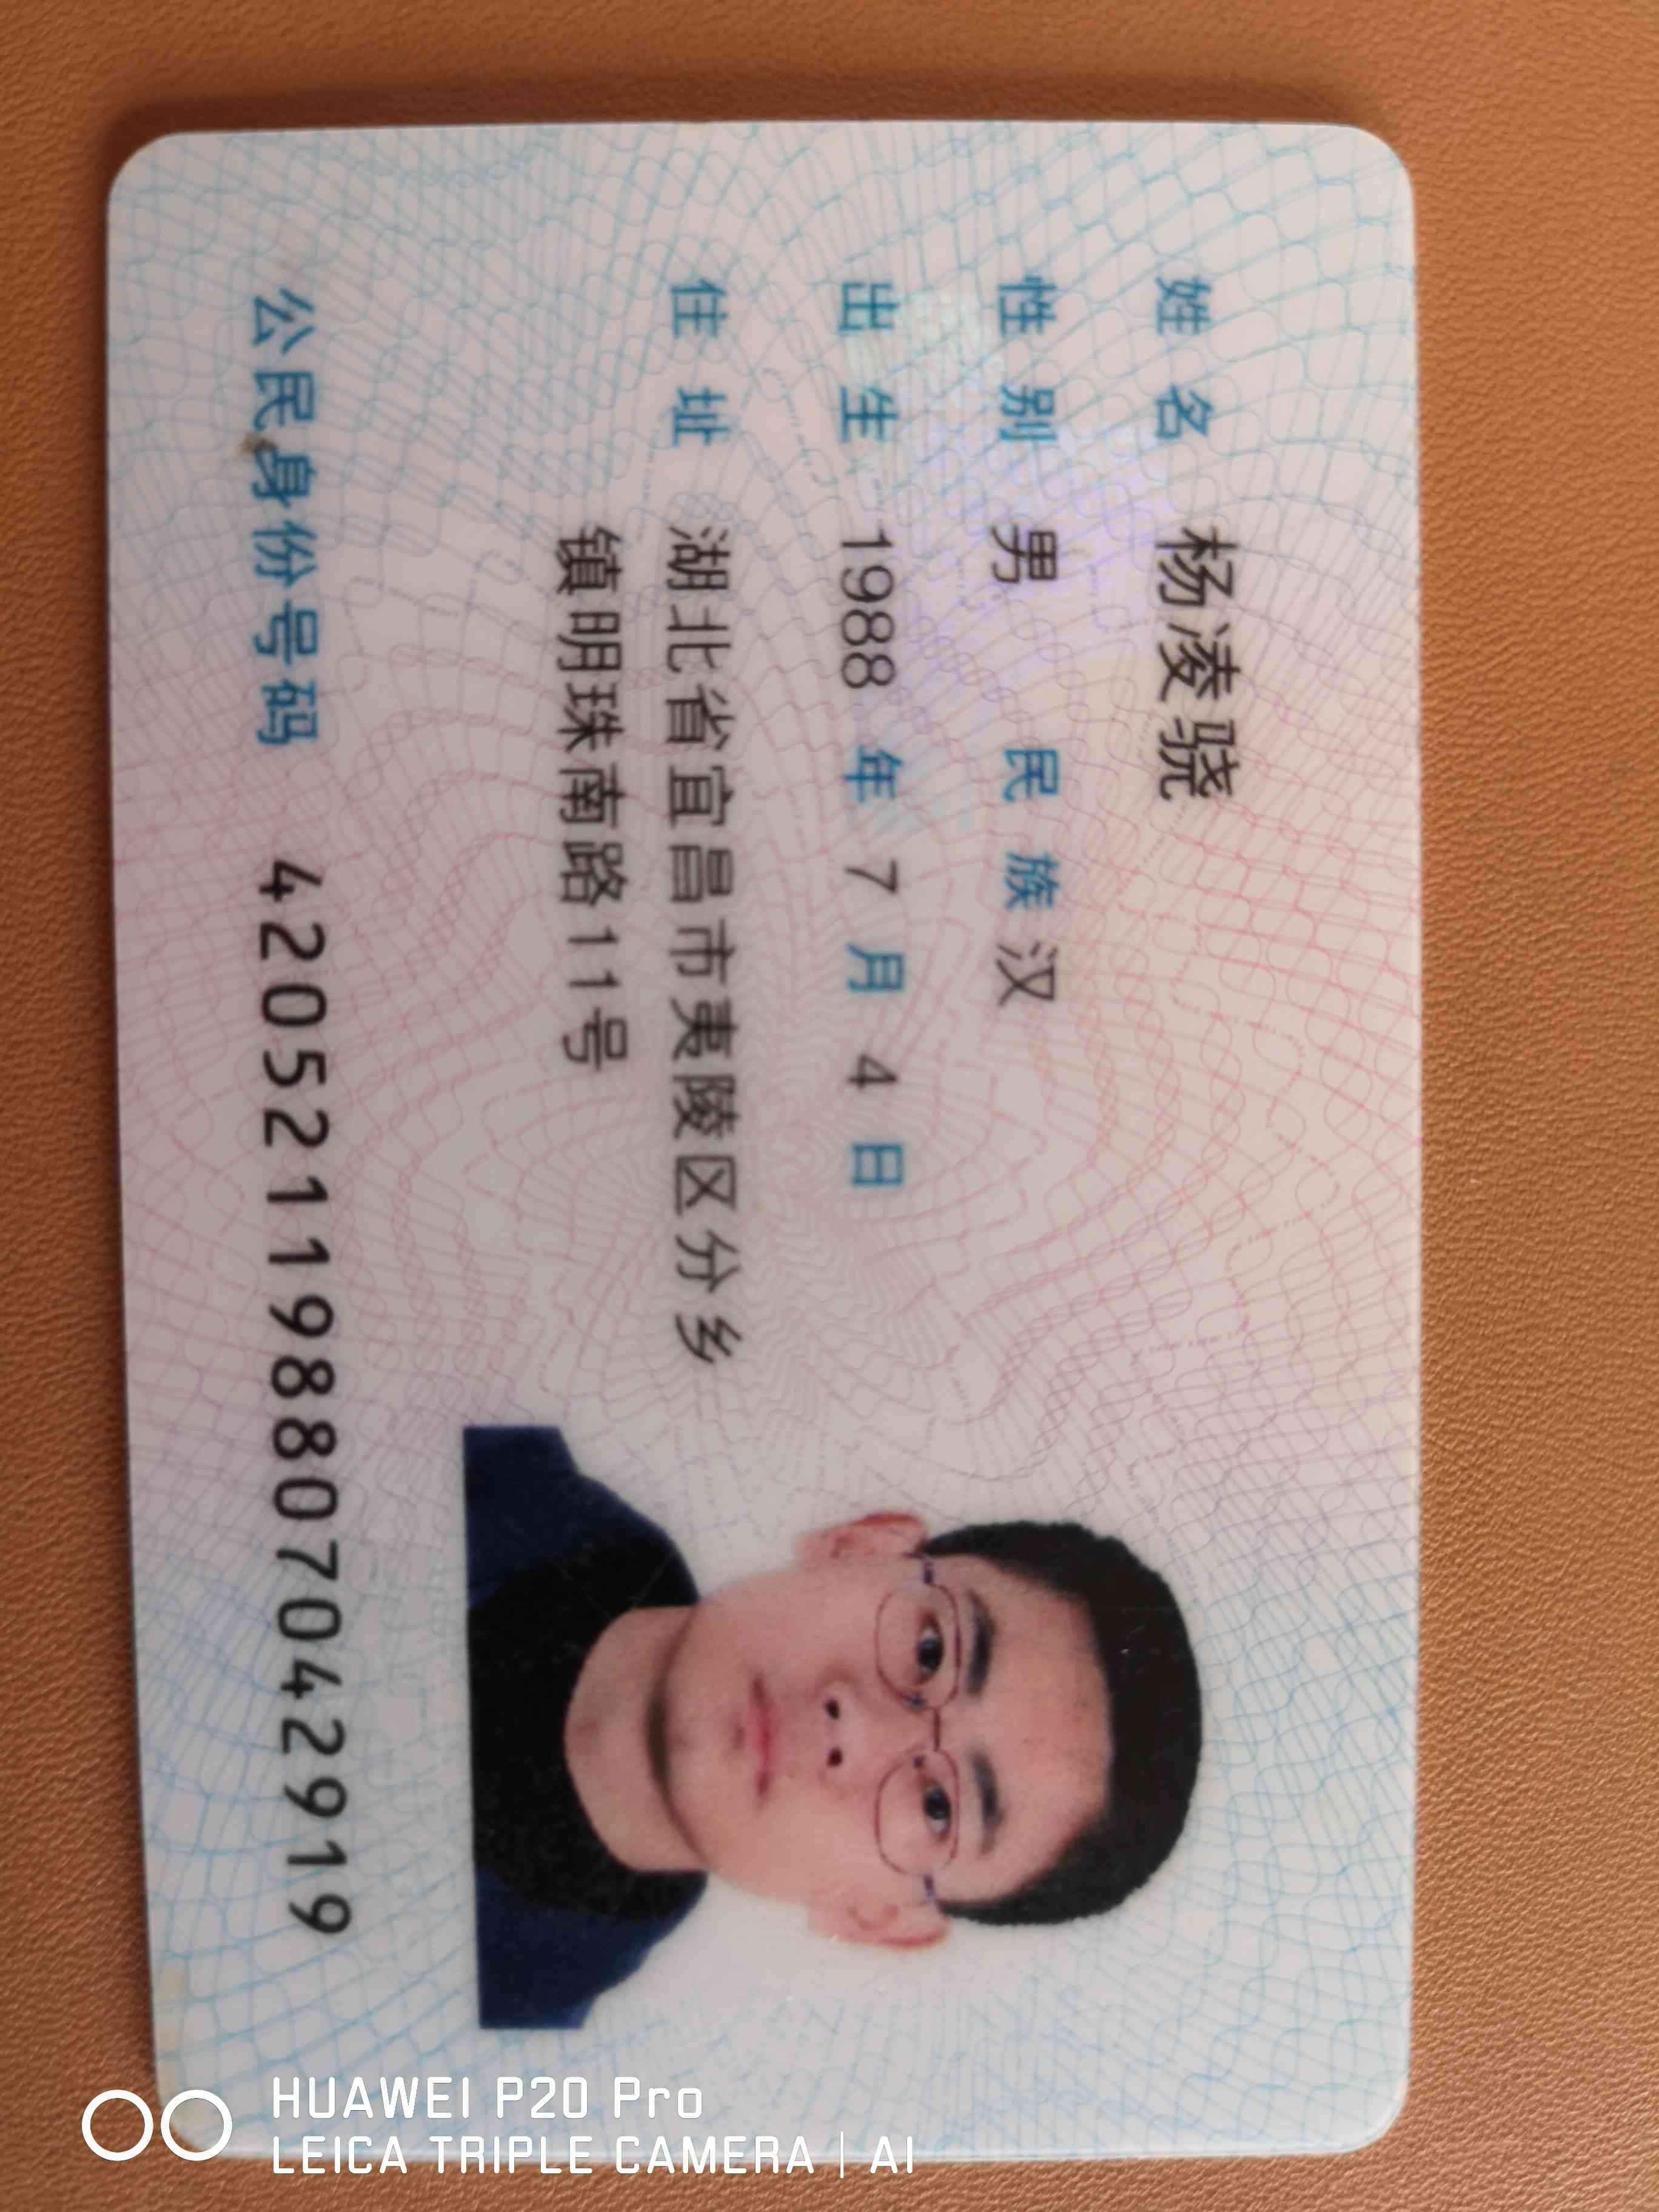 姓名 杨凌骁
性别 男 民族 汉
出生 1988 年 7 月 4 日
住址 湖北省宜昌市夷陵区分乡
镇明珠南路11号
公民身份号码 420521198807042919
HUAWEI P20 Pro
LEICA TRIPLE CAMERA | AI